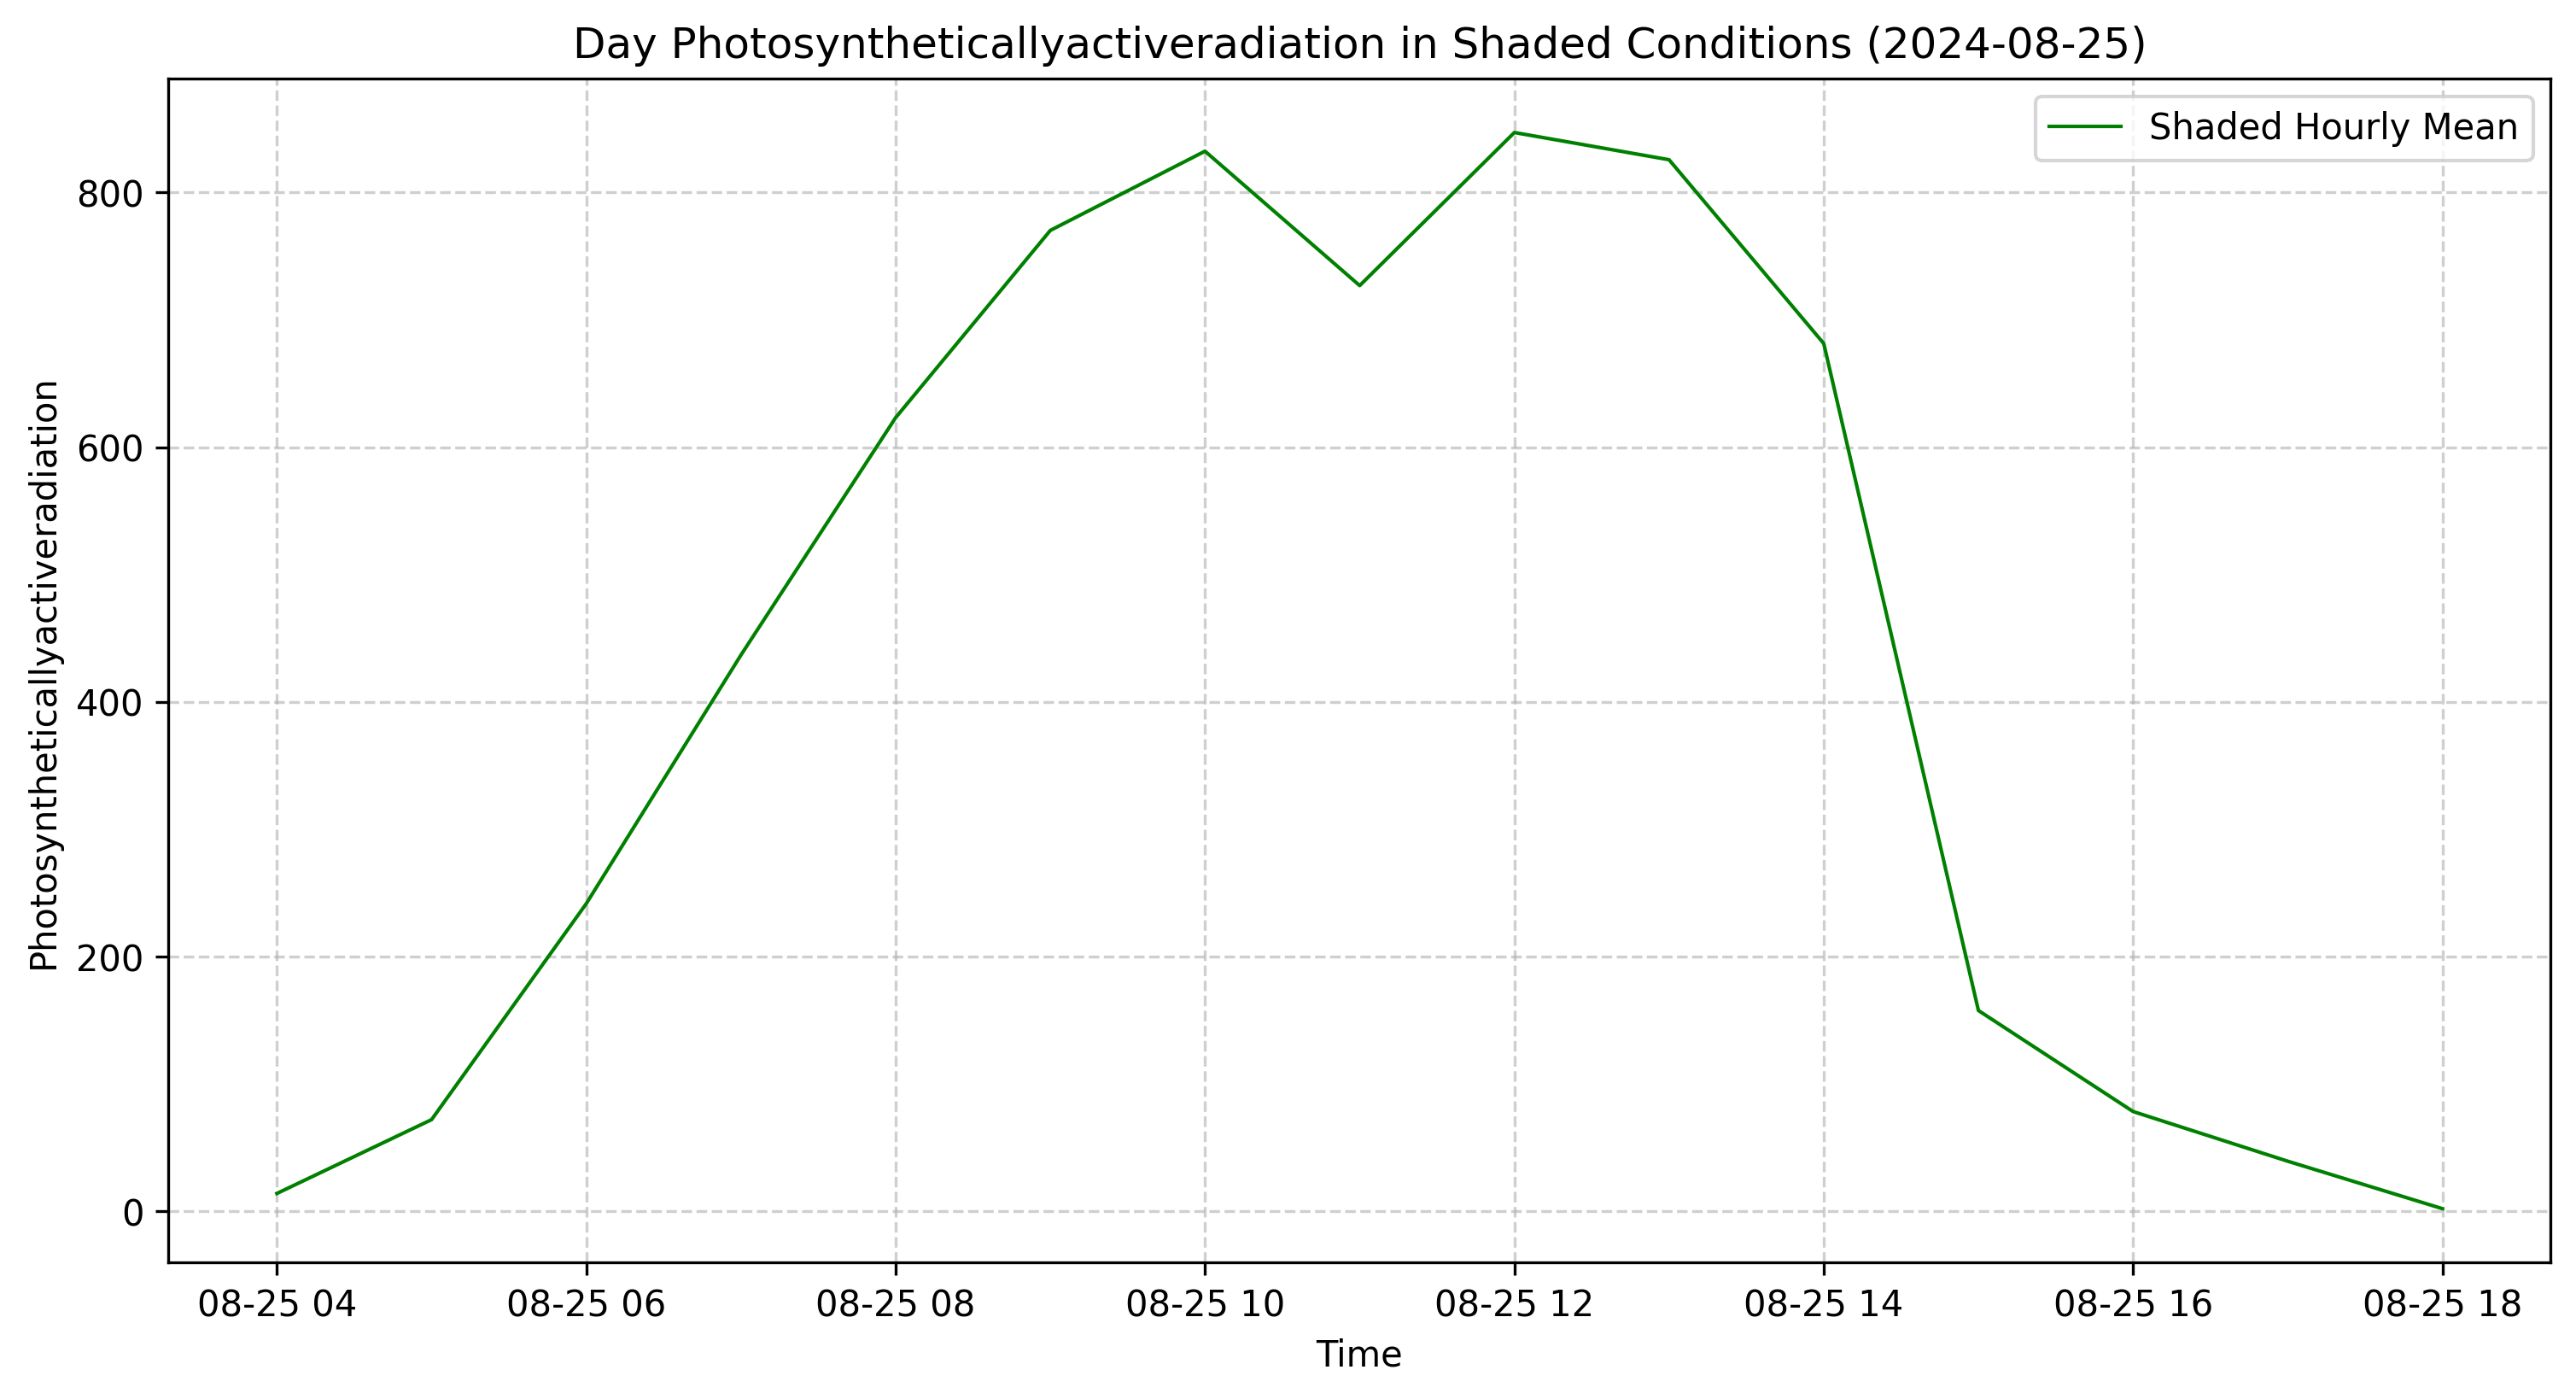 Day Photosyntheticallyactiveradiation in Shaded Conditions (2024-08-25)
Shaded Hourly Mean
Photosyntheticallyactiveradiation
800
600
400
200
0
08-25 04 08-25 06 08-25 08 08-25 10 08-25 12 08-25 14 08-25 16 08-25 18
Time